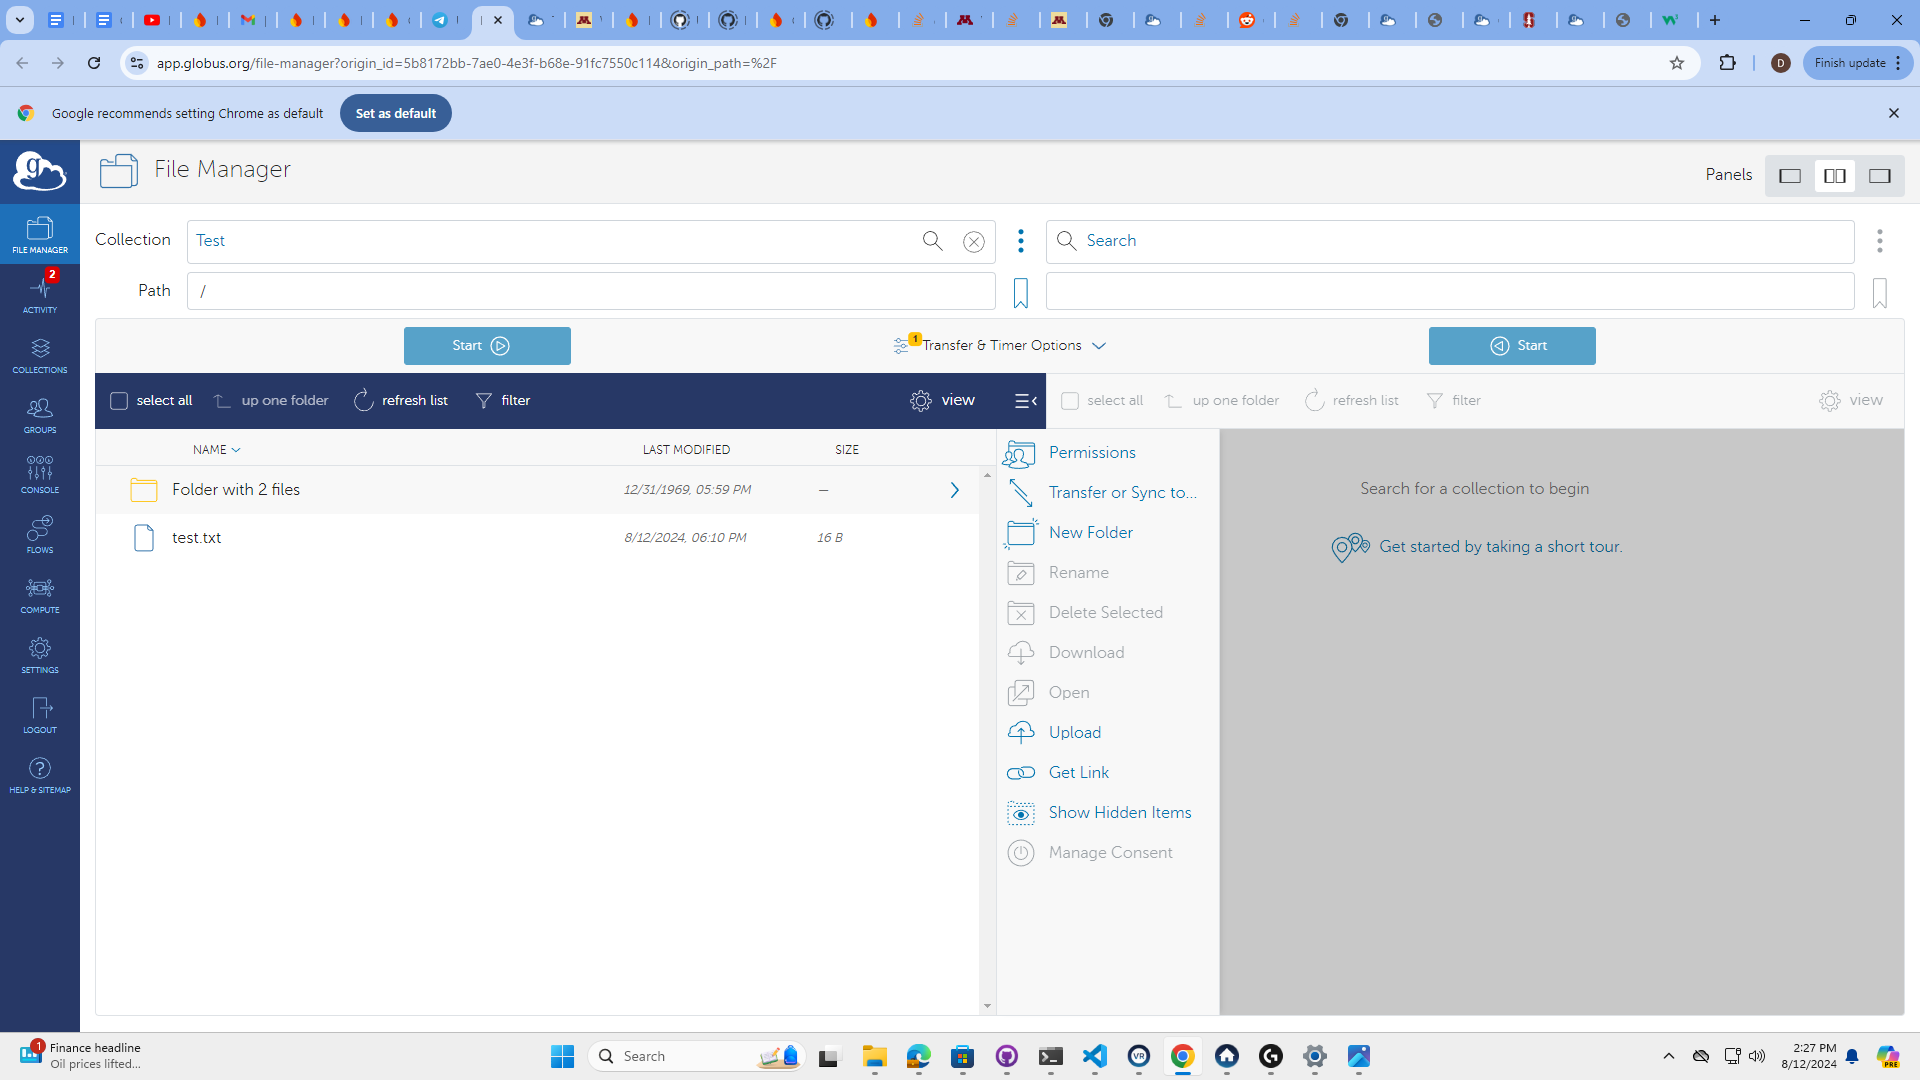 app.globus.org/file-manager?origin_id=5b8172bb-7ae0-4e3f-b68e-91fc7550c114&origin_path=%2F
D
Finish update
Google recommends setting Chrome as default
Set as default
g
File Manager
Panels
FILE MANAGER
2
ACTIVITY
COLLECTIONS
GROUPS
CONSOLE
FLOWS
COMPUTE
SETTINGS
LOGOUT
HELP & SITEMAP
Collection
Test
Search
Path
/
Start
1
Transfer & Timer Options
Start
select all
up one folder
refresh list
filter
view
select all
up one folder
refresh list
filter
view
NAME
LAST MODIFIED
SIZE
Folder with 2 files
12/31/1969, 05:59 PM
—
test.txt
8/12/2024, 06:10 PM
16 B
Permissions
Transfer or Sync to...
New Folder
Rename
Delete Selected
Download
Open
Upload
Get Link
Show Hidden Items
Manage Consent
Search for a collection to begin
Get started by taking a short tour.
1
Finance headline
Oil prices lifted...
Search
2:27 PM
8/12/2024
PRE